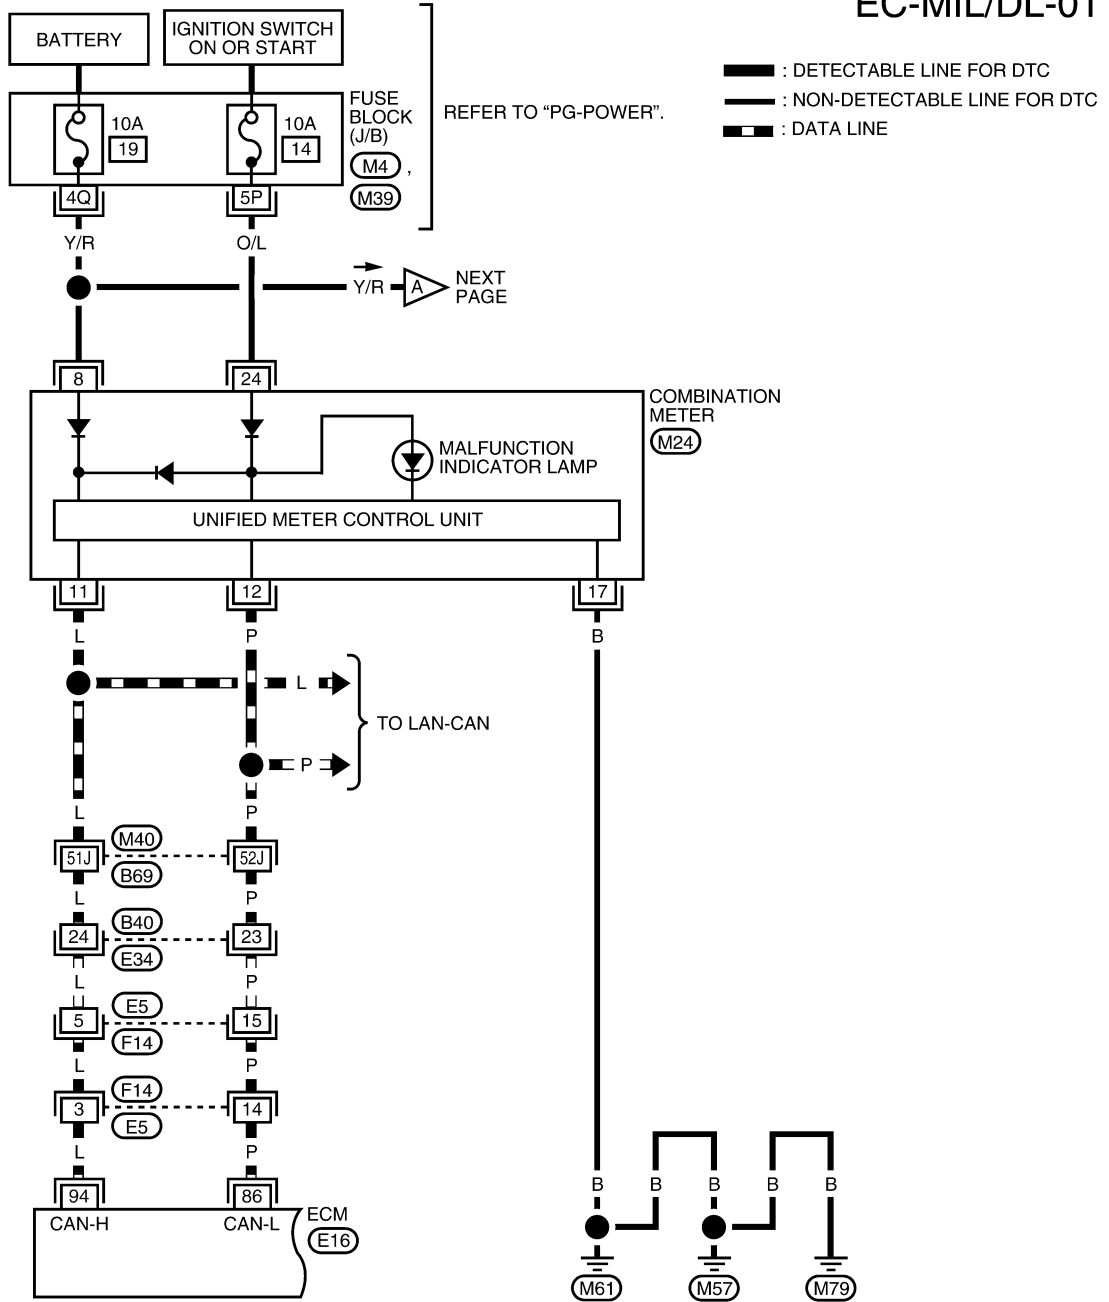 EC-MIL/DL-01
BATTERY
IGNITION SWITCH
ON OR START
: DETECTABLE LINE FOR DTC
: NON-DETECTABLE LINE FOR DTC
: DATA LINE
FUSE
BLOCK
(J/B)
M4 ,
M39
REFER TO “PG-POWER”.
10A
19
10A
14
4Q
5P
Y/R
O/L
Y/R
A
NEXT
PAGE
8
24
COMBINATION
METER
M24
MALFUNCTION
INDICATOR LAMP
UNIFIED METER CONTROL UNIT
11
12
17
L
P
B
L
P
TO LAN-CAN
L
P
M40
51J
52J
B69
L
P
B40
24
23
E34
L
P
E5
5
15
F14
L
P
F14
3
14
E5
L
P
94
86
CAN-H
CAN-L
ECM
E16
B
B
B
B
B
M61
M57
M79